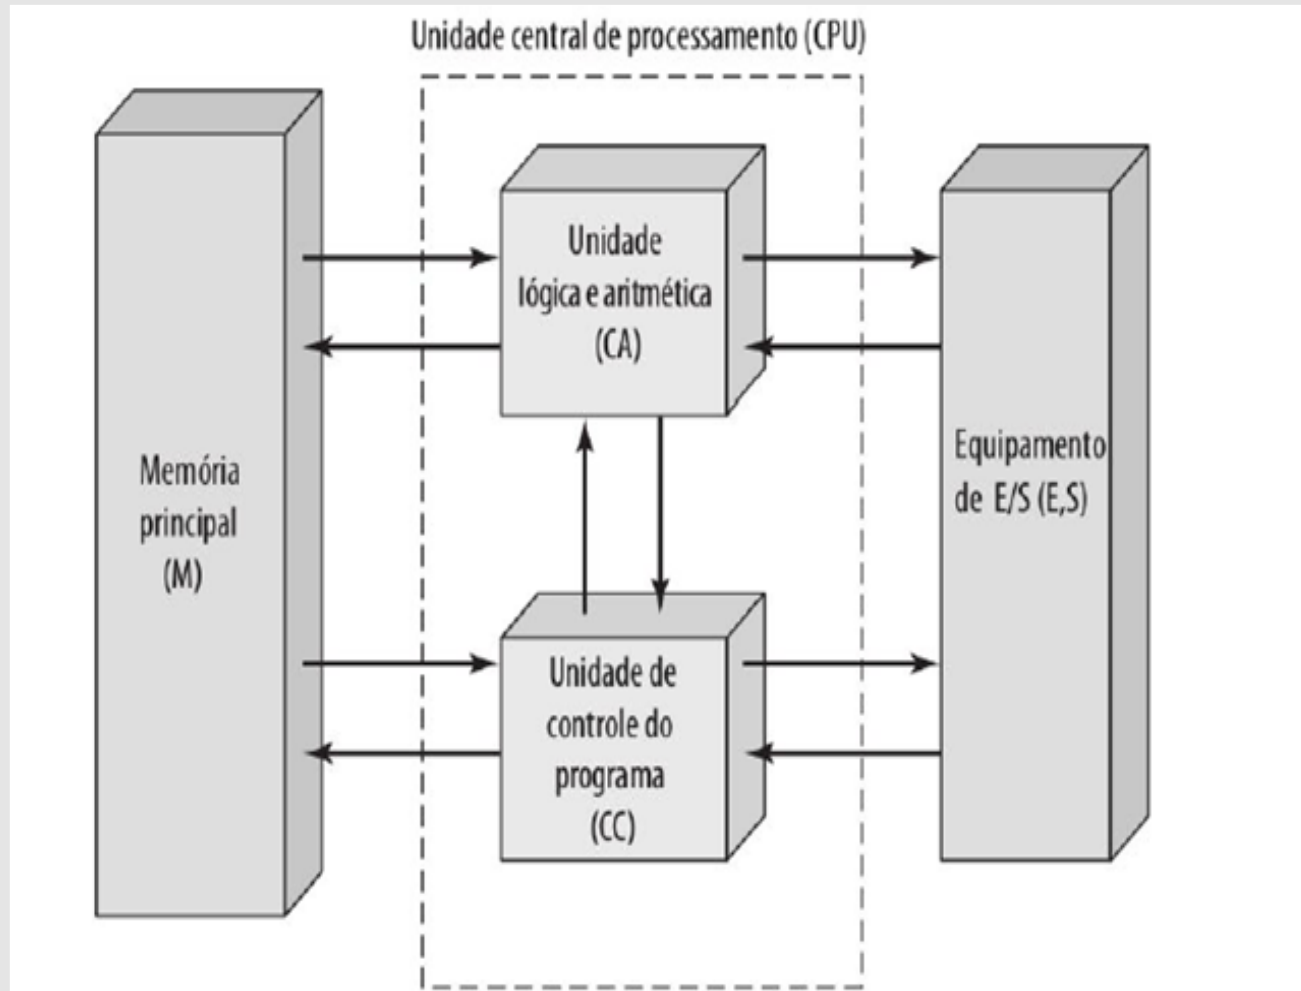 Unidade central de processamento (CPU)
Unidade
lógica e aritmética
(CA)
Memória
principal
(M)
Equipamento
de E/S (E,S)
Unidade de
controle do
programa
(CC)